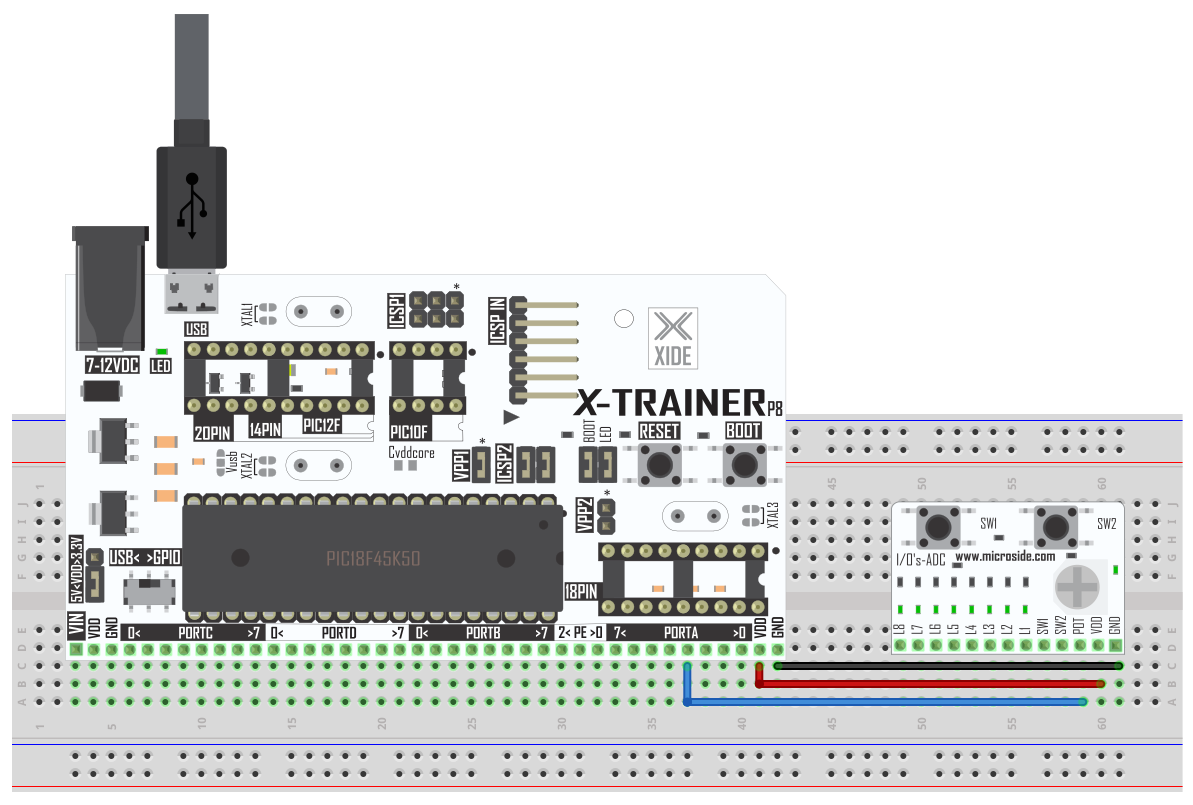 XTAL1
ICSP1
*
ICSP IN
XIDE
USB
7-12VDC
LED
X-TRAINER P8
20PIN
14PIN
PIC12F
PIC10F
Cvddcore
Vusb
XTAL2
VPP1
*
ICSP2
BOOT
LED
RESET
BOOT
1
45
50
55
60
J
I
H
G
F
J
I
H
G
F
PIC18F45K50
VPP2
*
XTAL3
5V<VDD>3.3V
USB< >GPIO
18PIN
SW1
SW2
I/O's-ADC
www.microside.com
VIN
VDD
GND
0< PORTC >7
0< PORTD >7
0< PORTB >7
2< PE >0
7< PORTA >0
VDD
GND
L8
L7
L6
L5
L4
L3
L2
L1
SW1
SW2
POT
VDD
GND
E
D
C
B
A
E
D
C
B
A
1
5
10
15
20
25
30
35
40
45
50
55
60